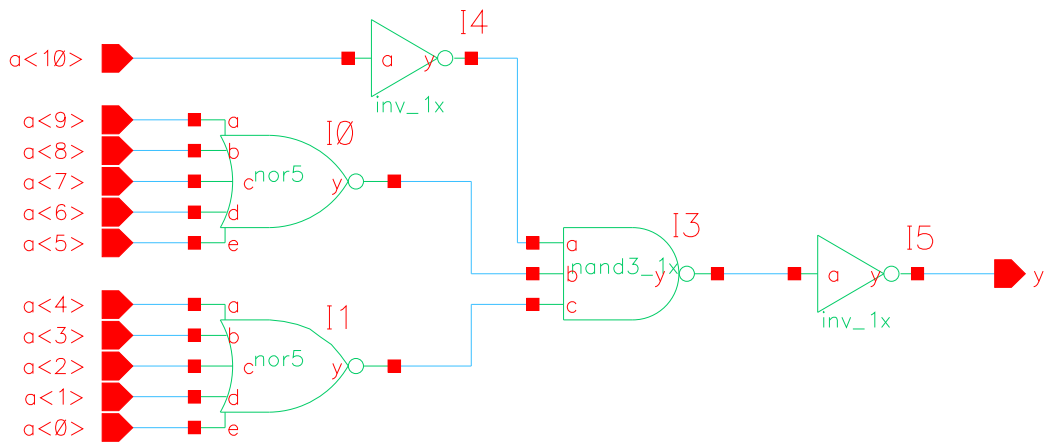 I4
a<10>
a
y
inv_1x
a<9>
a
I0
a<8>
b
nor5
a<7>
c
y
a<6>
d
a<5>
e
I3
I5
a
nand3_1x
b
y
a
y
y
c
inv_1x
a<4>
a
I1
a<3>
b
nor5
a<2>
c
y
a<1>
d
a<0>
e